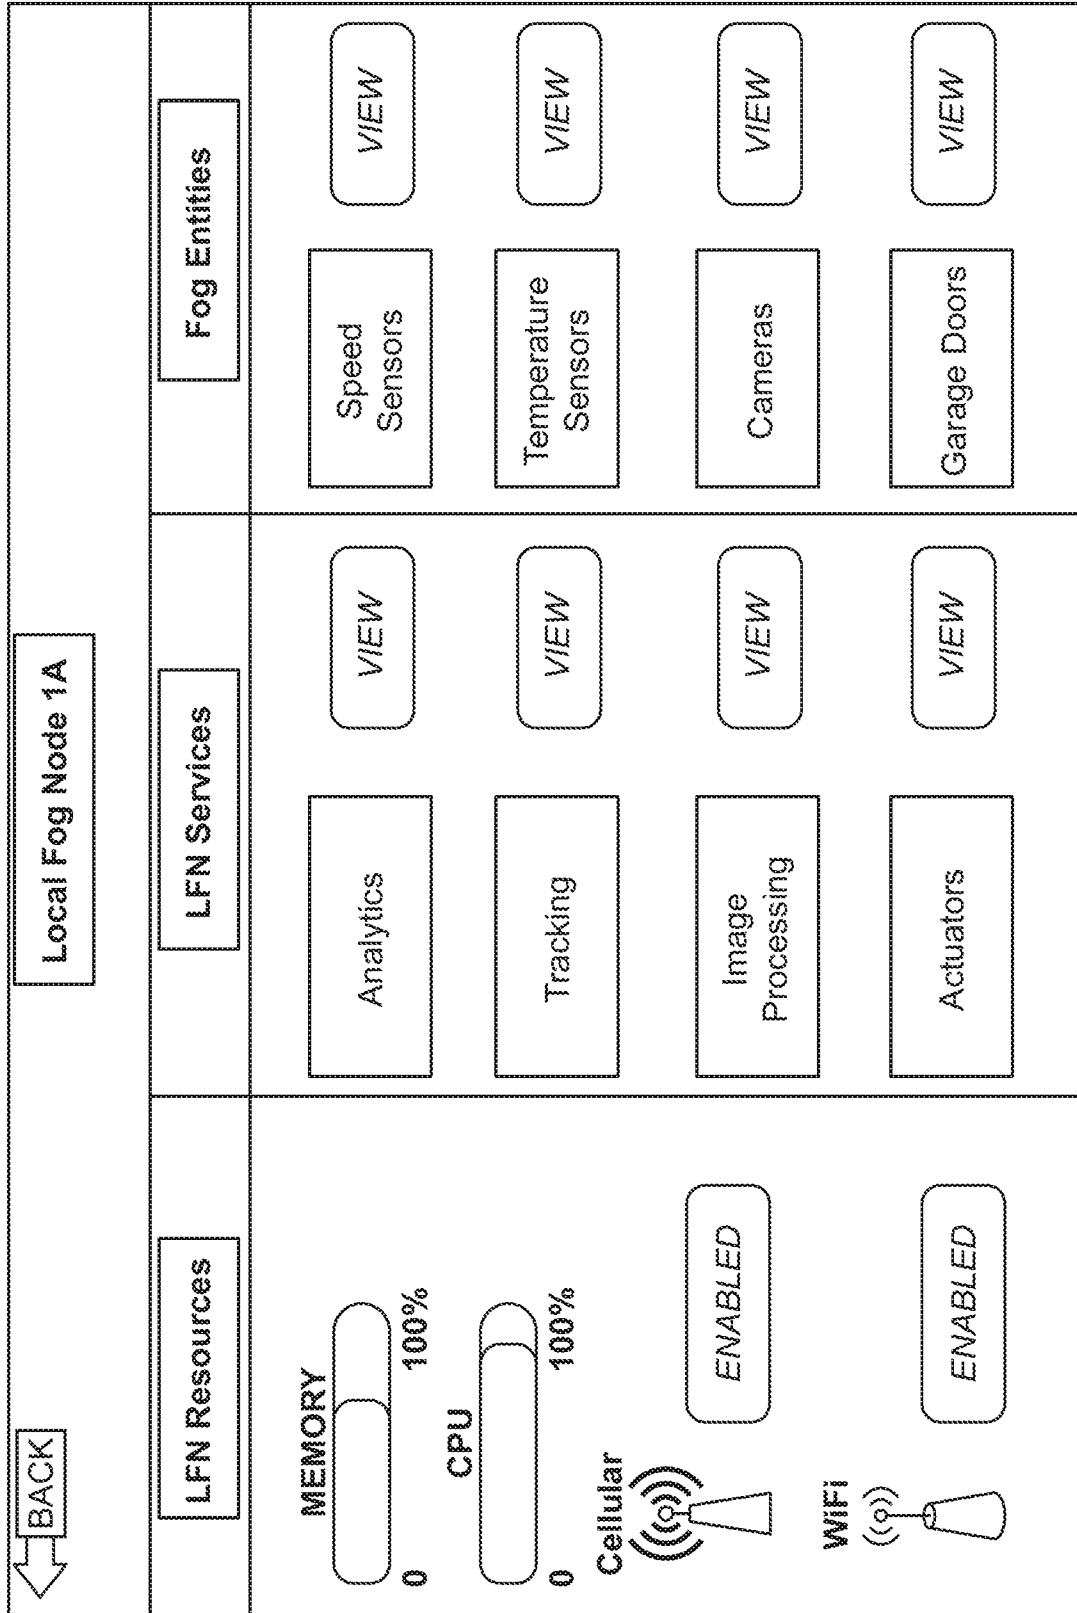 BACK
Local Fog Node 1A
LFN Resources
LFN Services
Fog Entities
MEMORY
0
100%
CPU
0
100%
Cellular
ENABLED
WiFi
ENABLED
Analytics
VIEW
Tracking
VIEW
Image
Processing
VIEW
Actuators
VIEW
Speed
Sensors
VIEW
Temperature
Sensors
VIEW
Cameras
VIEW
Garage Doors
VIEW